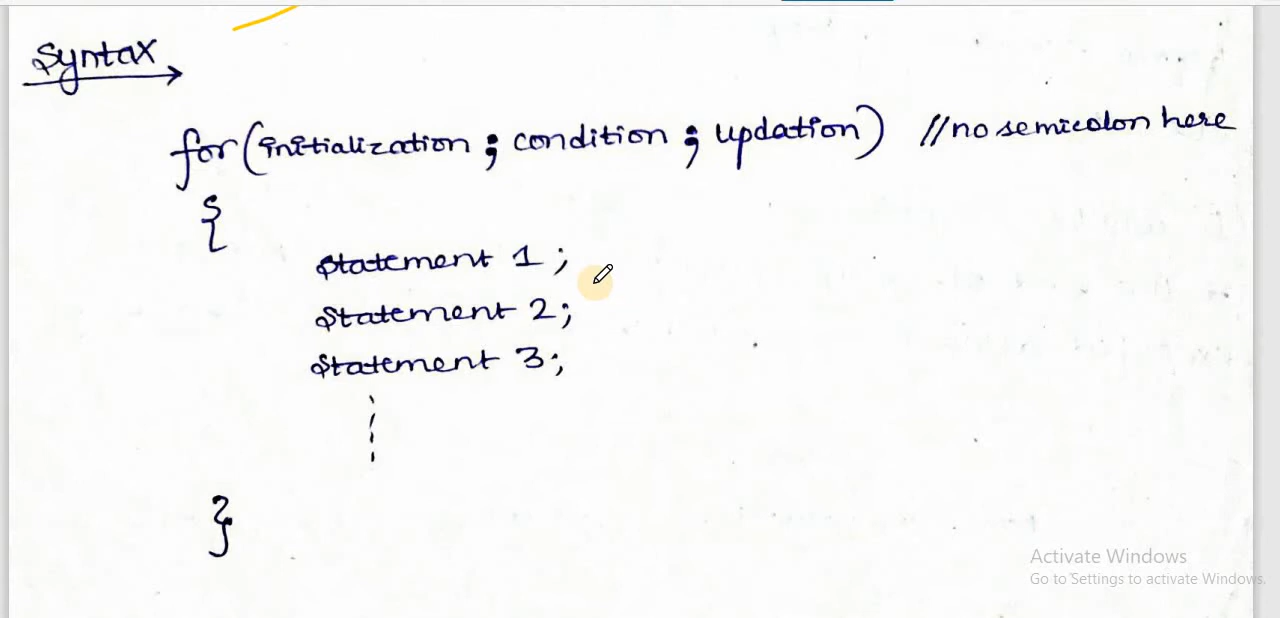 Syntax
for(initialization ; condition ; updation) //no semicolon here
{
statement 1 ;
statement 2;
statement 3;
}
Activate Windows
Go to Settings to activate Windows.